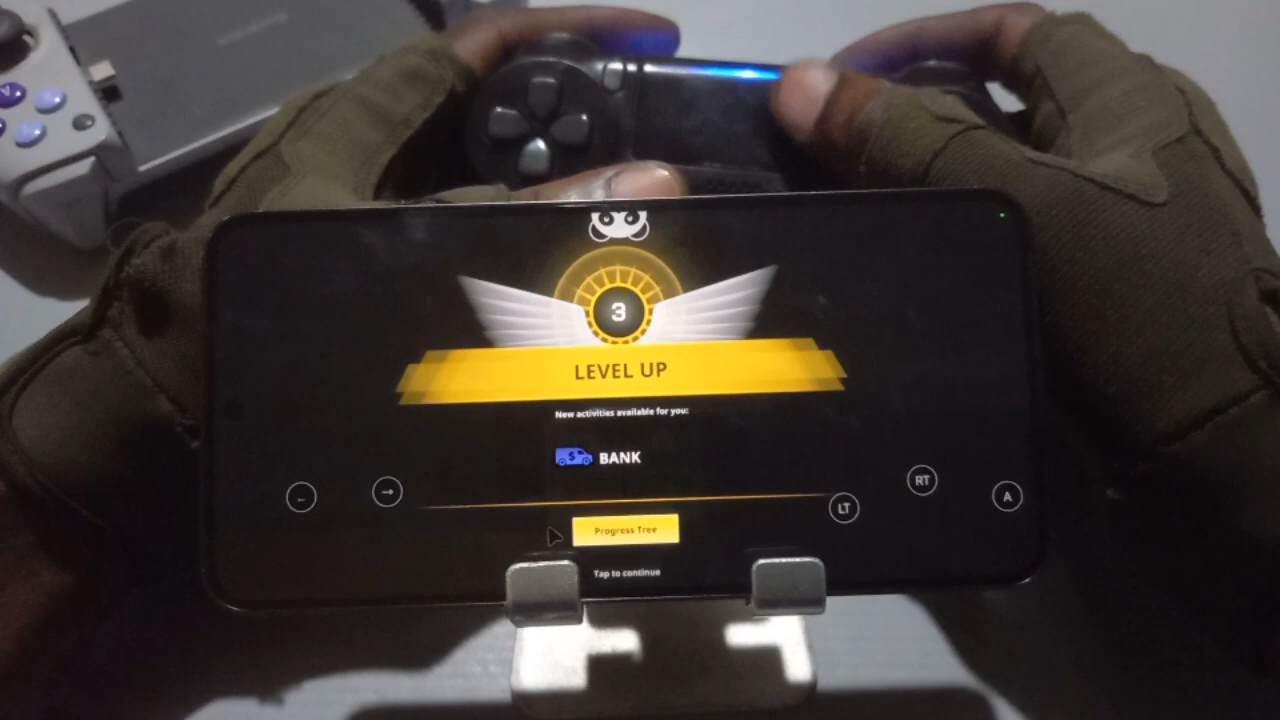 3
LEVEL UP
New activities available for you:
$ BANK
← → LT RT A
Progress Tree
Tap to continue